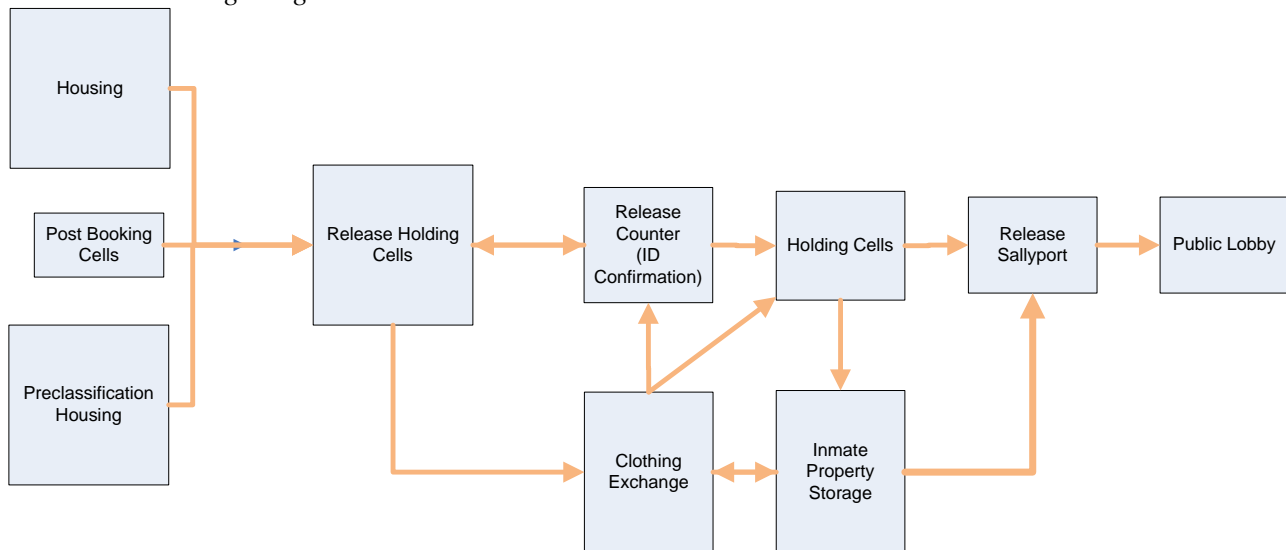 Housing
Post Booking
Cells
Preclassification
Housing
Release Holding
Cells
Release
Counter
(ID
Confirmation)
Holding Cells
Release
Sallyport
Public Lobby
Clothing
Exchange
Inmate
Property
Storage